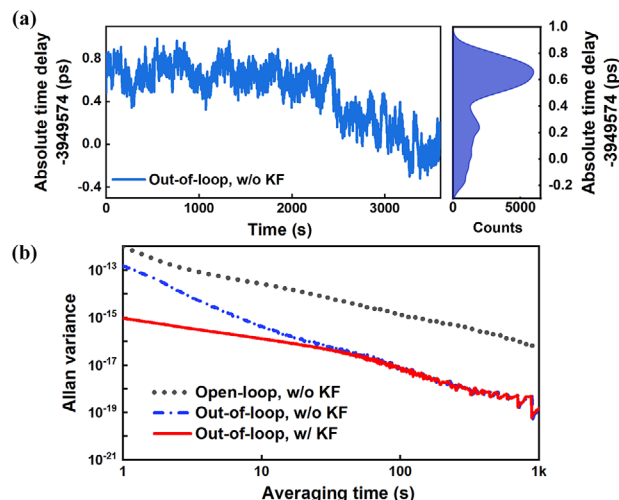 (a)
Absolute time delay
-3949574 (ps)
0.8
0.4
0.0
-0.4
Out-of-loop, w/o KF
0
1000
2000
3000
Time (s)
1.0
0.8
0.6
0.4
0.2
0.0
-0.2
0
5000
Counts
Absolute time delay
-3949574 (ps)
(b)
Allan variance
10-13
10-15
10-17
10-19
10-21
Open-loop, w/o KF
Out-of-loop, w/o KF
Out-of-loop, w/ KF
1
10
100
1k
Averaging time (s)